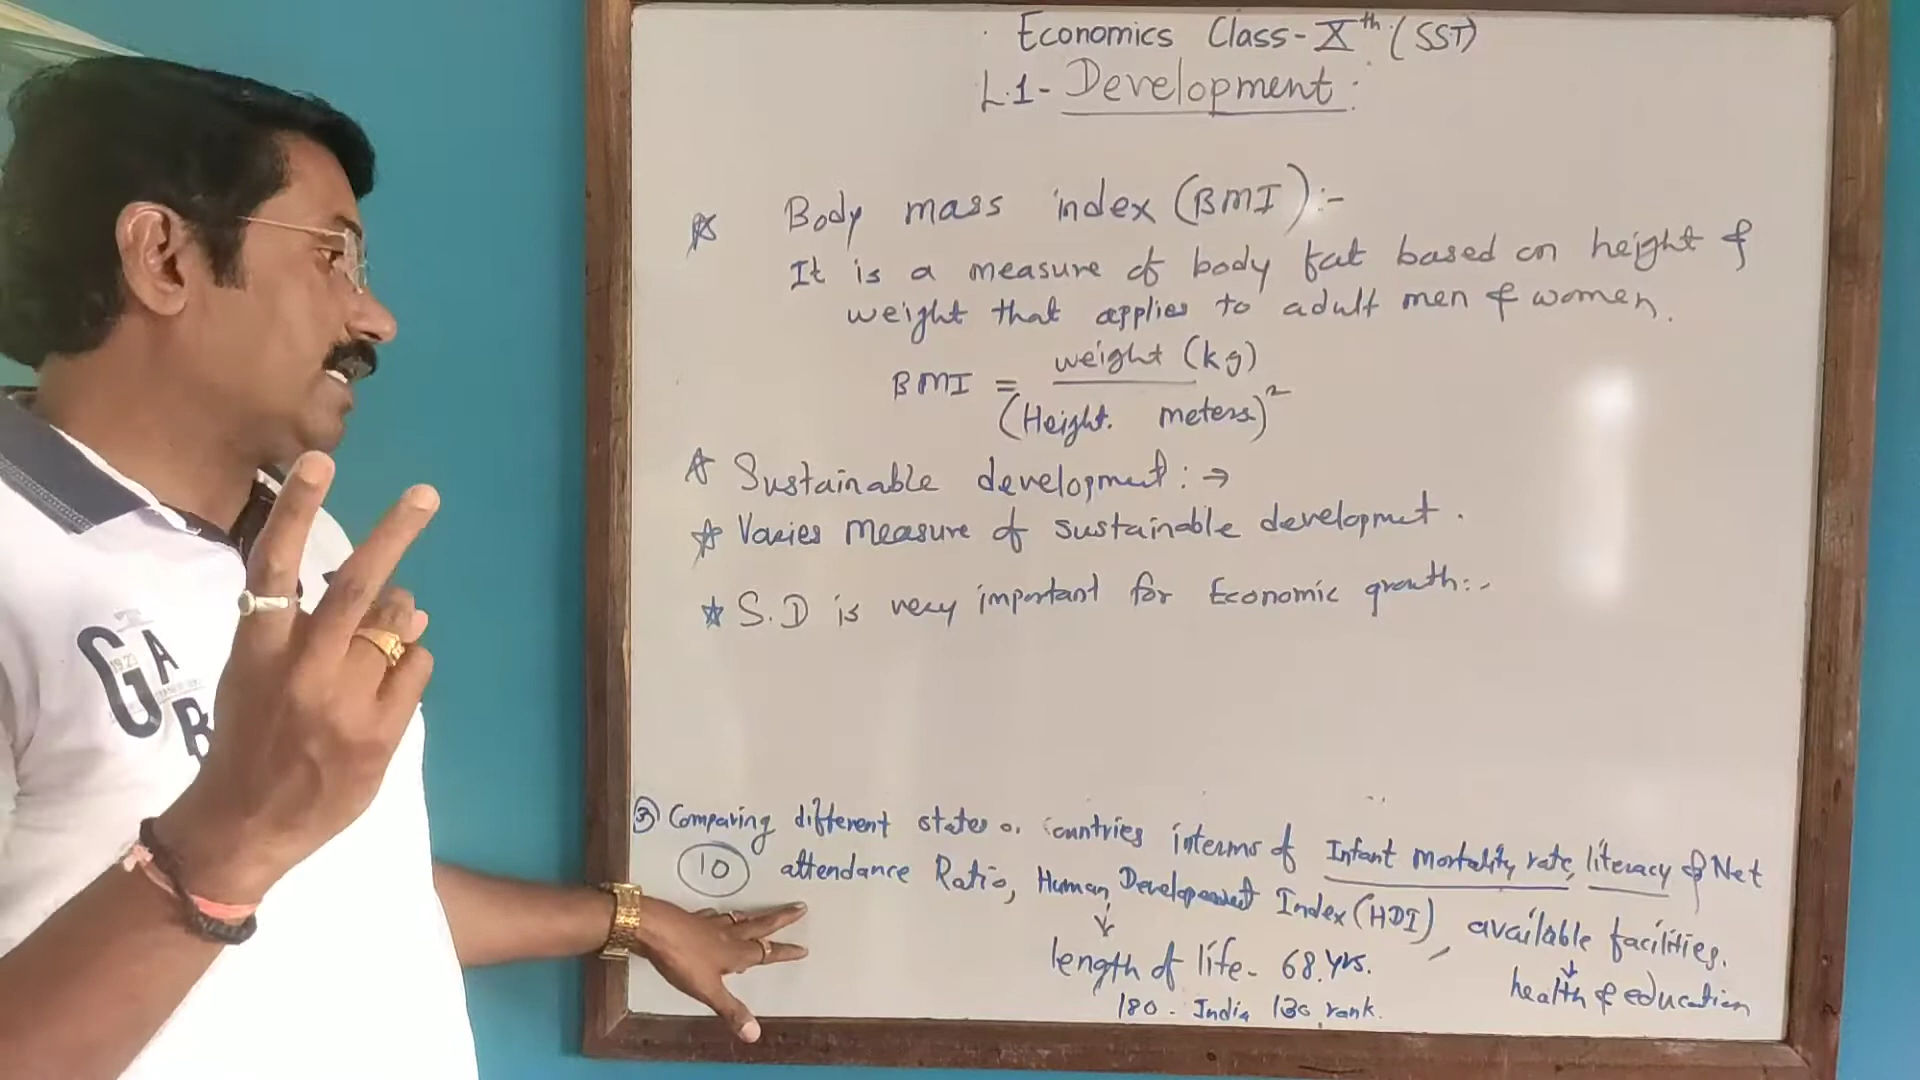 Economics Class-Xth (SST)
L.1- Development:
Body mass index (BMI):-
It is a measure of body fat based on height &
weight that applies to adult men & women.
BMI = weight (kg)
(Height. meters)²
Sustainable development: →
Varies Measure of sustainable development.
S.D is very important for Economic growth:-
③ Comparing different states or countries interms of Infant mortality rate, literacy & Net
10 attendance Ratio, Human Development Index (HDI), available facilities.
length of life- 68 yrs. health & education
180 - India 130 rank.
GAB
1923